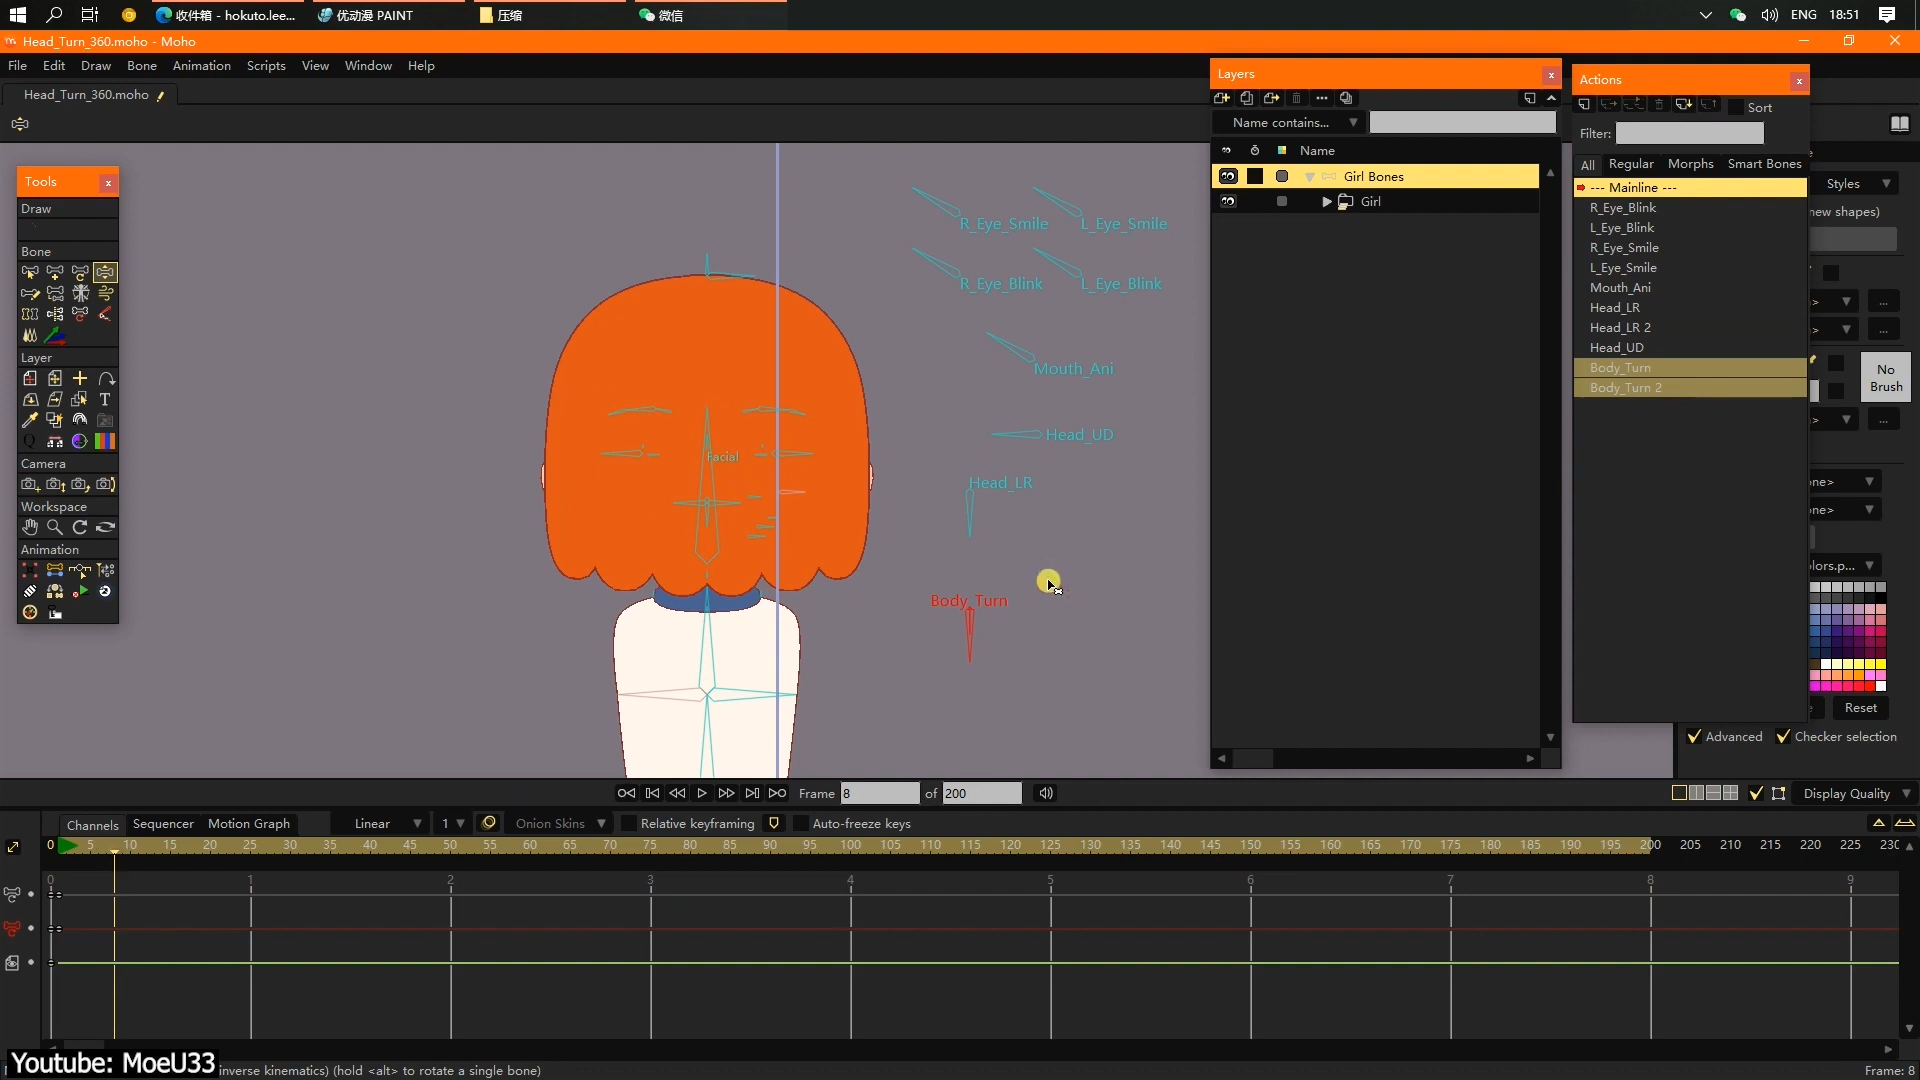 收件箱 - hokuto.lee...
优动漫 PAINT
压缩
微信
ENG
18:51
Head_Turn_360.moho - Moho
File Edit Draw Bone Animation Scripts View Window Help
Head_Turn_360.moho
Tools
Draw
Bone
Layer
Camera
Workspace
Animation
R_Eye_Smile
L_Eye_Smile
R_Eye_Blink
L_Eye_Blink
Mouth_Ani
Head_UD
Facial
Head_LR
Body_Turn
Layers
Name contains...
Name
Girl Bones
Girl
Actions
Sort
Filter:
All Regular Morphs Smart Bones
--- Mainline ---
R_Eye_Blink
L_Eye_Blink
R_Eye_Smile
L_Eye_Smile
Mouth_Ani
Head_LR
Head_LR 2
Head_UD
Body_Turn
Body_Turn 2
Styles
new shapes)
...
...
No
Brush
...
ne>
ne>
lors.p...
Reset
Advanced
Checker selection
Frame 8 of 200
Display Quality
Channels Sequencer Motion Graph
Linear
1
Onion Skins
Relative keyframing
Auto-freeze keys
0 5 10 15 20 25 30 35 40 45 50 55 60 65 70 75 80 85 90 95 100 105 110 115 120 125 130 135 140 145 150 155 160 165 170 175 180 185 190 195 200 205 210 215 220 225 230
0 1 2 3 4 5 6 7 8 9
Youtube: MoeU33
inverse kinematics) (hold <alt> to rotate a single bone)
Frame: 8